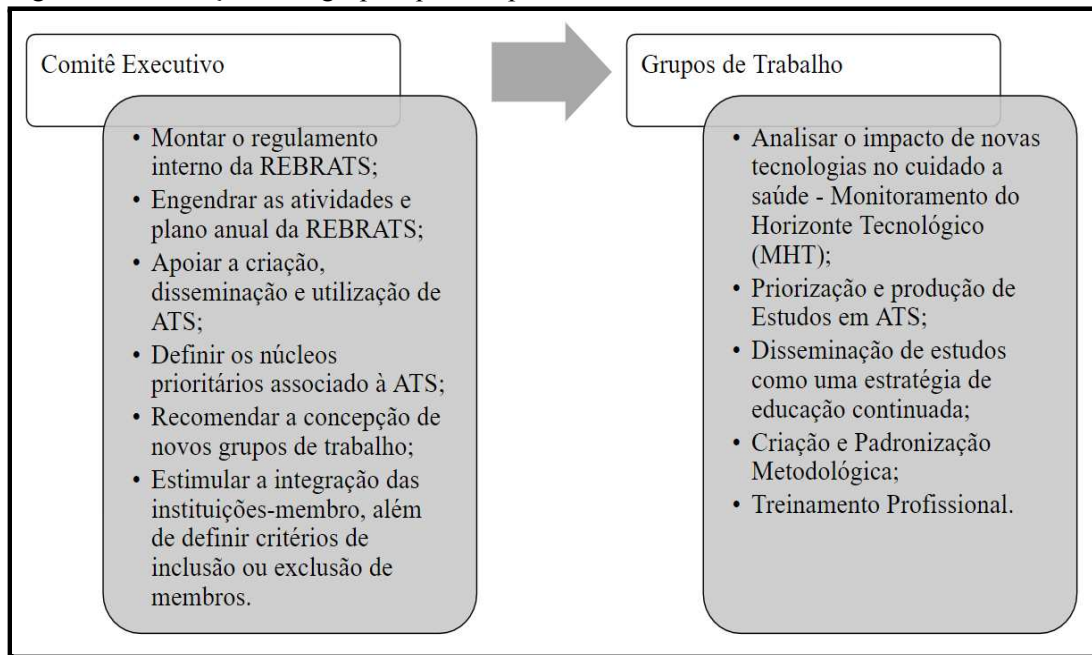 Comitê Executivo
• Montar o regulamento
interno da REBRATS;
• Engendrar as atividades e
plano anual da REBRATS;
• Apoiar a criação,
disseminação e utilização de
ATS;
• Definir os núcleos
prioritários associado à ATS;
• Recomendar a concepção de
novos grupos de trabalho;
• Estimular a integração das
instituições-membro, além
de definir critérios de
inclusão ou exclusão de
membros.
Grupos de Trabalho
• Analisar o impacto de novas
tecnologias no cuidado a
saúde - Monitoramento do
Horizonte Tecnológico
(MHT);
• Priorização e produção de
Estudos em ATS;
• Disseminação de estudos
como uma estratégia de
educação continuada;
• Criação e Padronização
Metodológica;
• Treinamento Profissional.